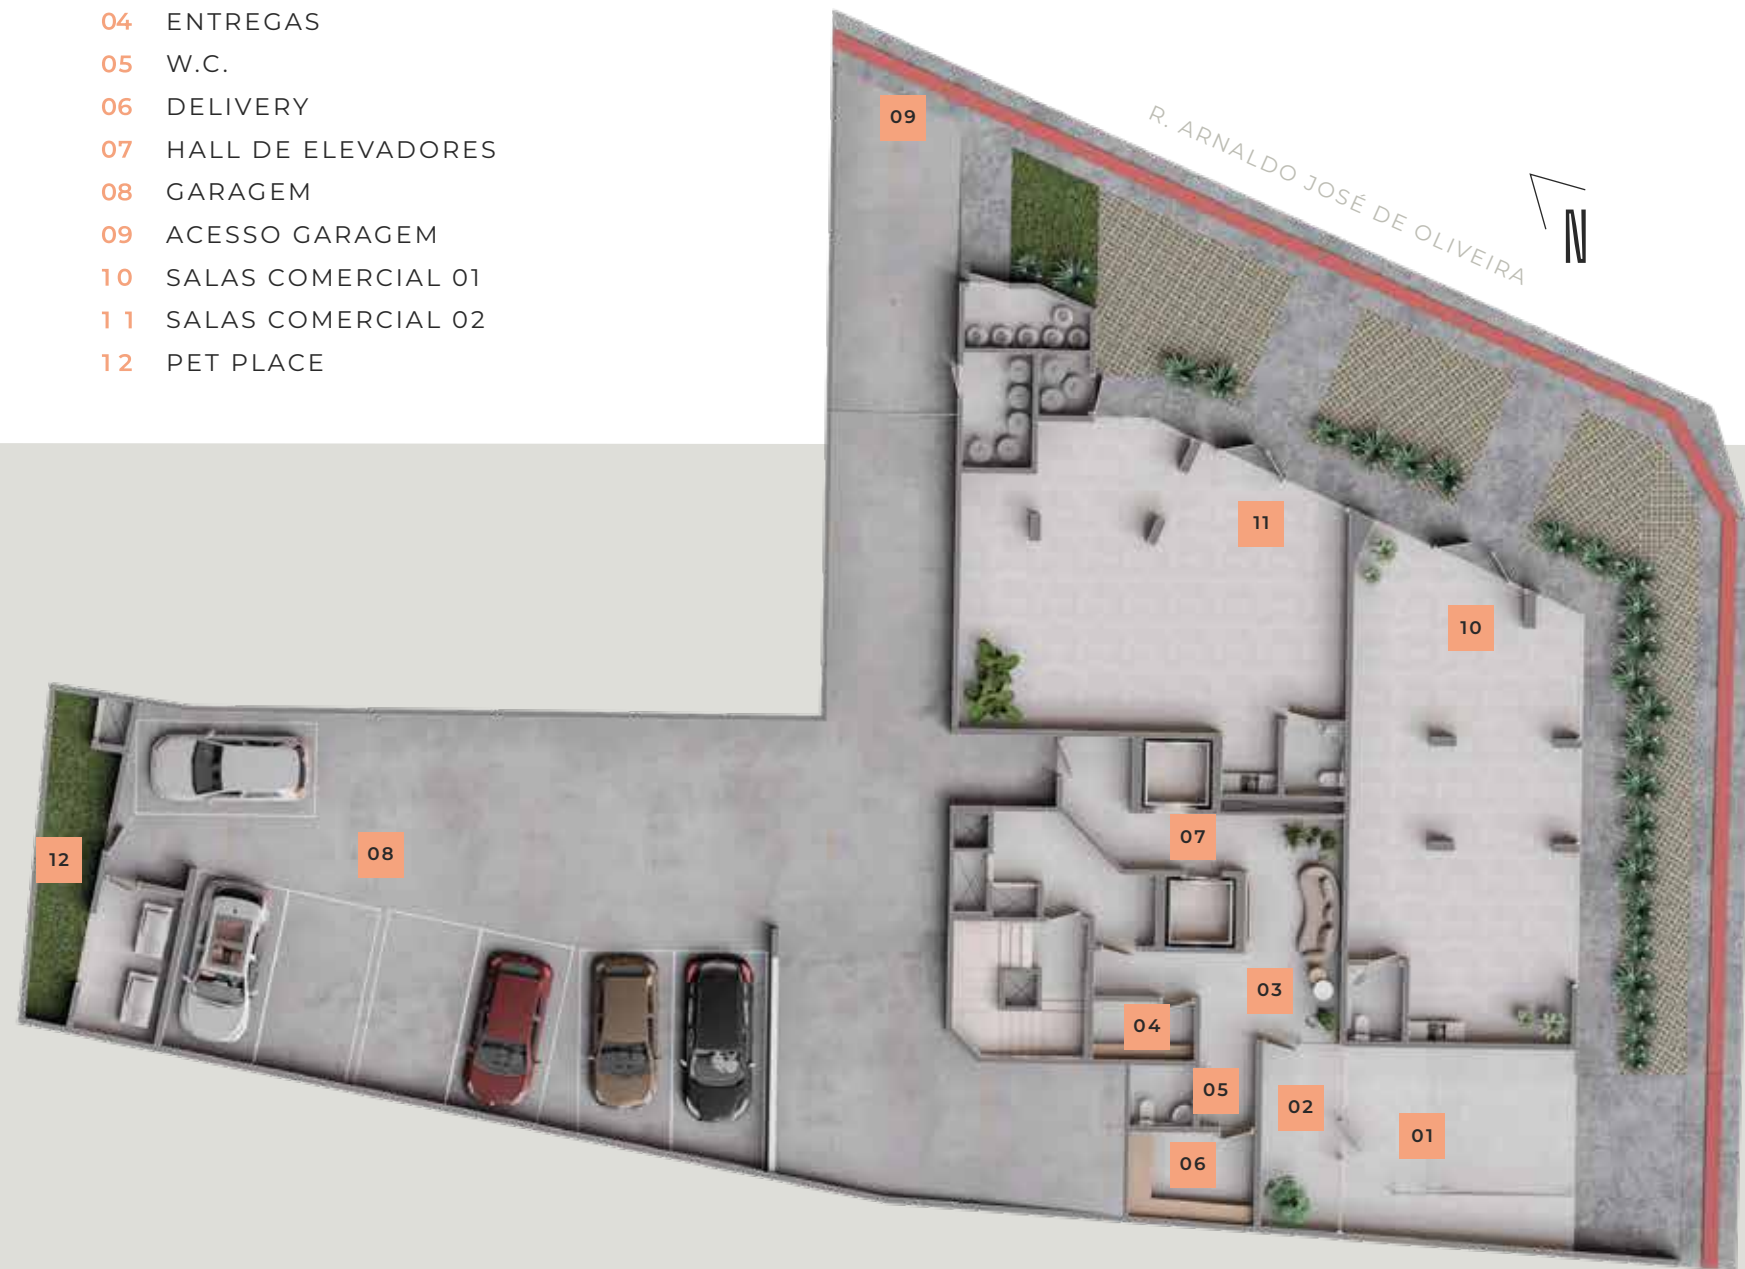 04 ENTREGAS
05 W.C.
06 DELIVERY
07 HALL DE ELEVADORES
08 GARAGEM
09 ACESSO GARAGEM
10 SALAS COMERCIAL 01
11 SALAS COMERCIAL 02
12 PET PLACE
09
R. ARNALDO JOSÉ DE OLIVEIRA
N
11
10
07
12
08
03
04
05
02
01
06